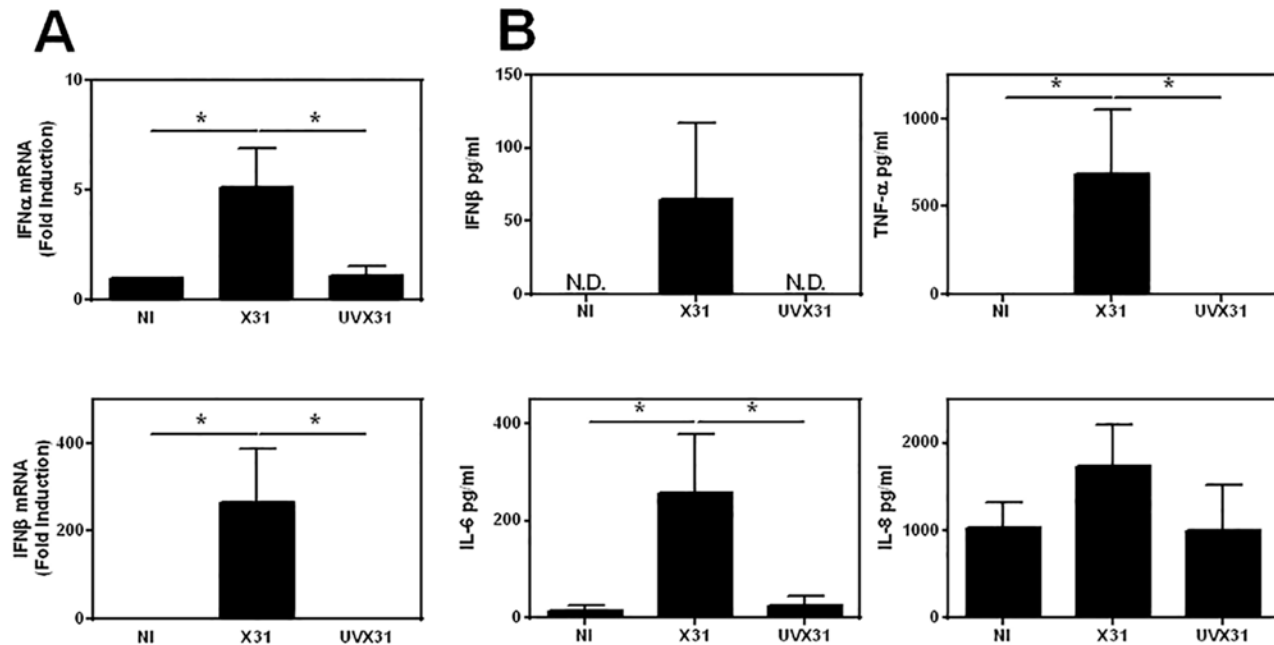 A
B
IFNα mRNA
(Fold Induction)
10
5
0
*
*
NI
X31
UVX31
IFNβ pg/ml
150
100
50
0
N.D.
N.D.
NI
X31
UVX31
TNF-α pg/ml
1000
500
0
*
*
NI
X31
UVX31
IFNβ mRNA
(Fold Induction)
400
200
0
*
*
NI
X31
UVX31
IL-6 pg/ml
400
200
0
*
*
NI
X31
UVX31
IL-8 pg/ml
2000
1000
0
NI
X31
UVX31